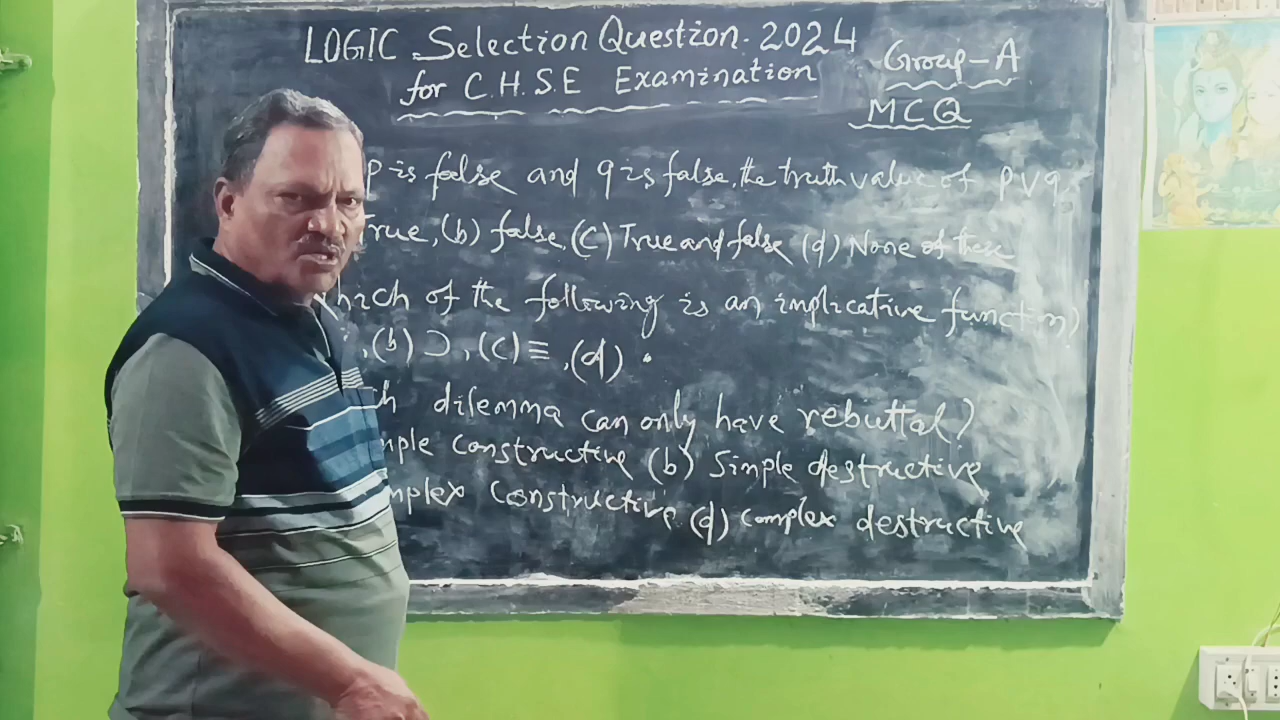 LOGIC Selection Question - 2024
for C.H.S.E Examination
Group-A
MCQ
p is false and q is false, the truth value of p v q
True, (b) false, (c) True and false (d) None of these
which of the following is an implicative function)
, (b) ⊃, (c) ≡, (d) •
dilemma can only have rebuttal?
constructive (b) Simple destructive
constructive (d) complex destructive